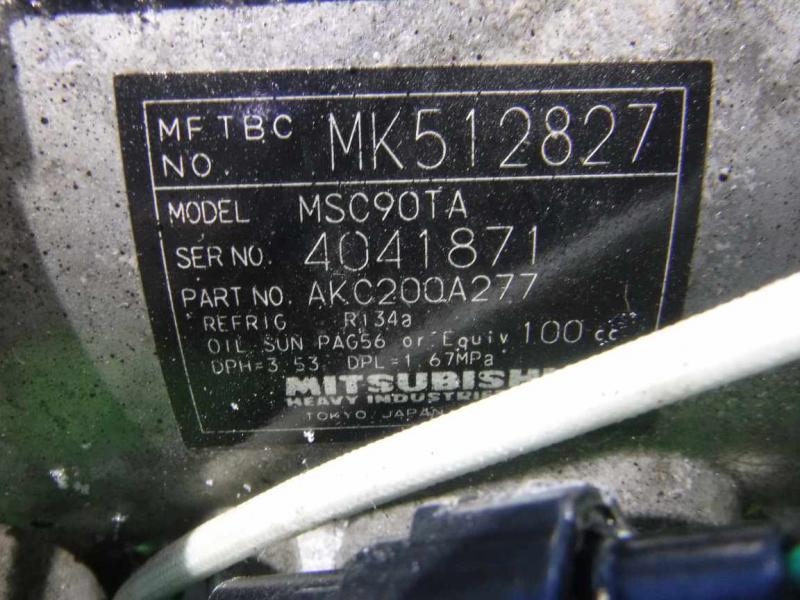 MFTBC NO. MK512827
MODEL MSC90TA
SER NO. 4041871
PART NO. AKC200A277
REFRIG R134a
OIL SUN PAG56 or Equiv 100 cc
DPH=3.53 DPL=1.67MPa
MITSUBISHI
HEAVY
TOKYO, JAPAN